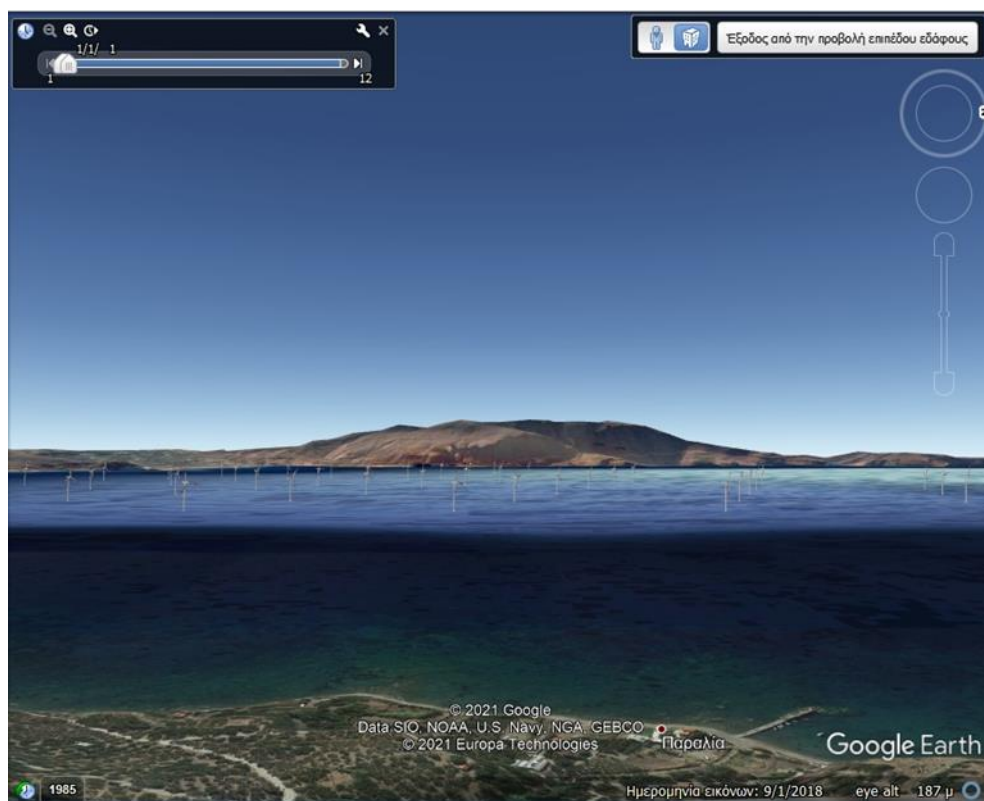 1/1/ 1
1
12
Έξοδος από την προβολή επιπέδου εδάφους
© 2021 Google
Data SIO, NOAA, U.S. Navy, NGA, GEBCO
© 2021 Europa Technologies
Παραλία
Google Earth
1985
Ημερομηνία εικόνων: 9/1/2018 eye alt 187 μ